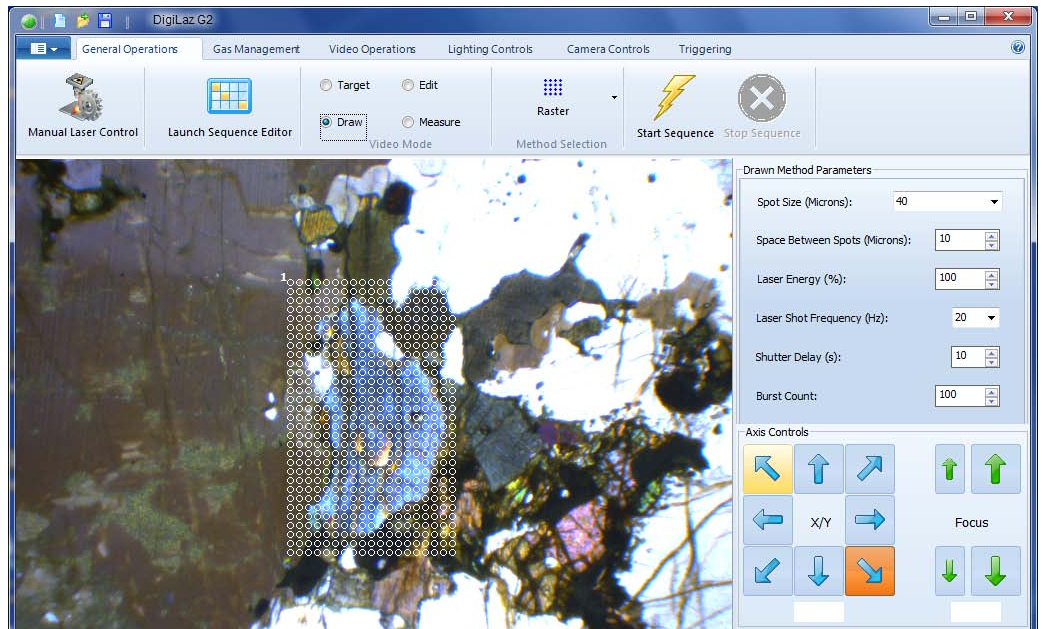 DigiLaz G2
General Operations
Gas Management
Video Operations
Lighting Controls
Camera Controls
Triggering
Manual Laser Control
Launch Sequence Editor
Target
Edit
Draw
Measure
Video Mode
Raster
Method Selection
Start Sequence
Stop Sequence
1
Drawn Method Parameters
Spot Size (Microns): 40
Space Between Spots (Microns): 10
Laser Energy (%): 100
Laser Shot Frequency (Hz): 20
Shutter Delay (s): 10
Burst Count: 100
Axis Controls
X/Y
Focus